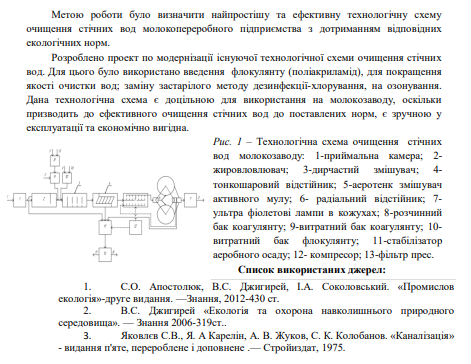 Метою роботи було визначити найпростішу та ефективну технологічну схему
очищення стічних вод молокопереробного підприємства з дотриманням відповідних
екологічних норм.
Розроблено проект по модернізації існуючої технологічної схеми очищення стічних
вод. Для цього було використано введення флокулянту (поліакриламід), для покращення
якості очистки вод; заміну застарілого методу дезинфекції-хлорування, на озонування.
Дана технологічна схема є доцільною для використання на молокозаводу, оскільки
призводить до ефективного очищення стічних вод до поставлених норм, є зручною у
експлуатації та економічно вигідна.
Рис. 1 – Технологічна схема очищення стічних
вод молокозаводу: 1-приймальна камера; 2-
жировловлювач; 3-дирчастий змішувач; 4-
тонкошаровий відстійник; 5-аеротенк змішувач
активного мулу; 6- радіальний відстійник; 7-
ультра фіолетові лампи в кожухах; 8-розчинний
бак коагулянту; 9-витратний бак коагулянту; 10-
витратний бак флокулянту; 11-стабілізатор
аеробного осаду; 12- компресор; 13-фільтр прес.
Список використаних джерел:
1. С.О. Апостолюк, В.С. Джигирей, І.А. Соколовський. «Промислов
екологія»-друге видання. —Знання, 2012-430 ст.
2. В.С. Джигирей «Екологія та охорона навколишнього природного
середовища». — Знання 2006-319ст..
3. Яковлєв С.В., Я. А Карелін, А. В. Жуков, С. К. Колобанов. «Каналізація»
- видання п'яте, перероблене і доповнене .— Стройиздат, 1975.